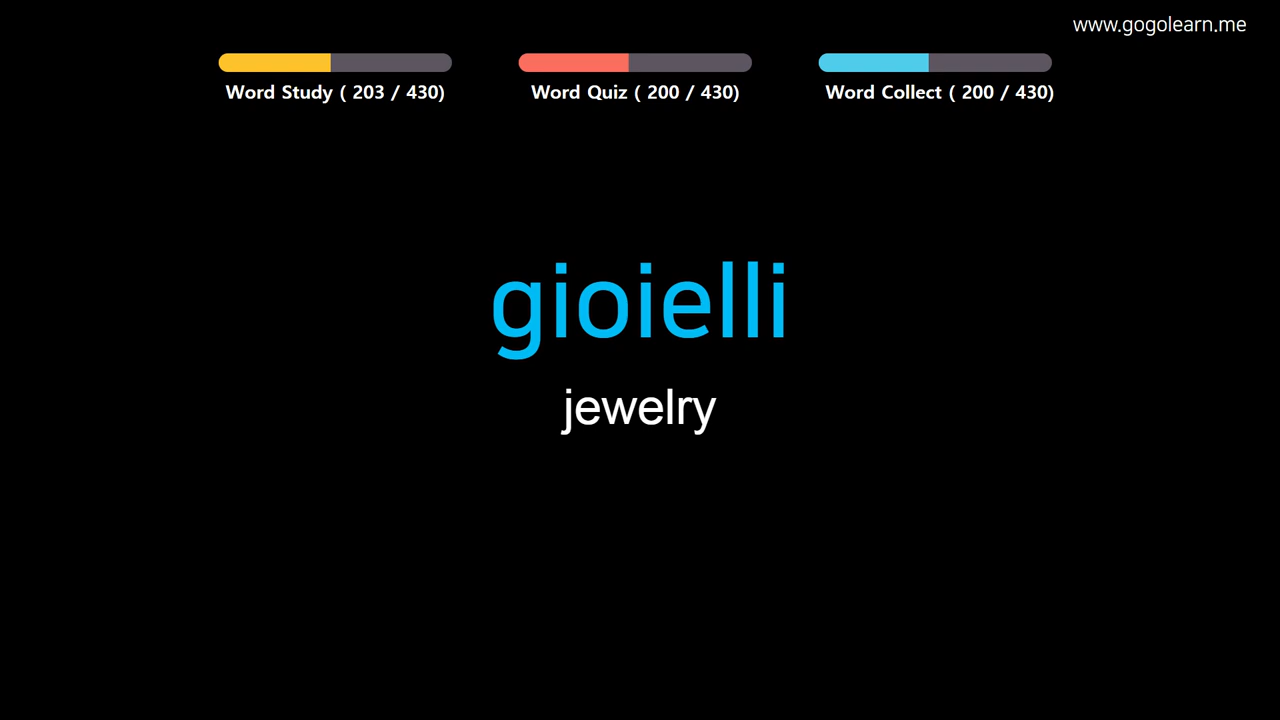 www.gogolearn.me
Word Study ( 203 / 430)
Word Quiz ( 200 / 430)
Word Collect ( 200 / 430)
gioielli
jewelry